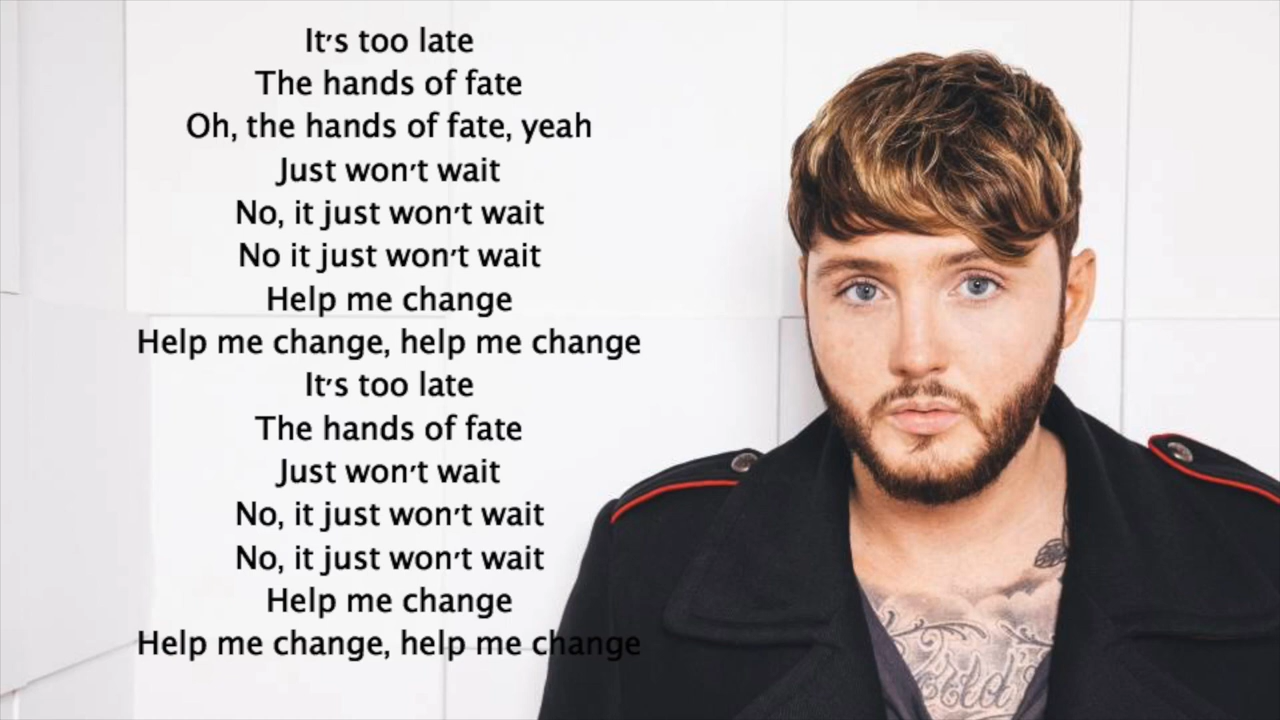 It's too late
The hands of fate
Oh, the hands of fate, yeah
Just won't wait
No, it just won't wait
No it just won't wait
Help me change
Help me change, help me change
It's too late
The hands of fate
Just won't wait
No, it just won't wait
No, it just won't wait
Help me change
Help me change, help me change